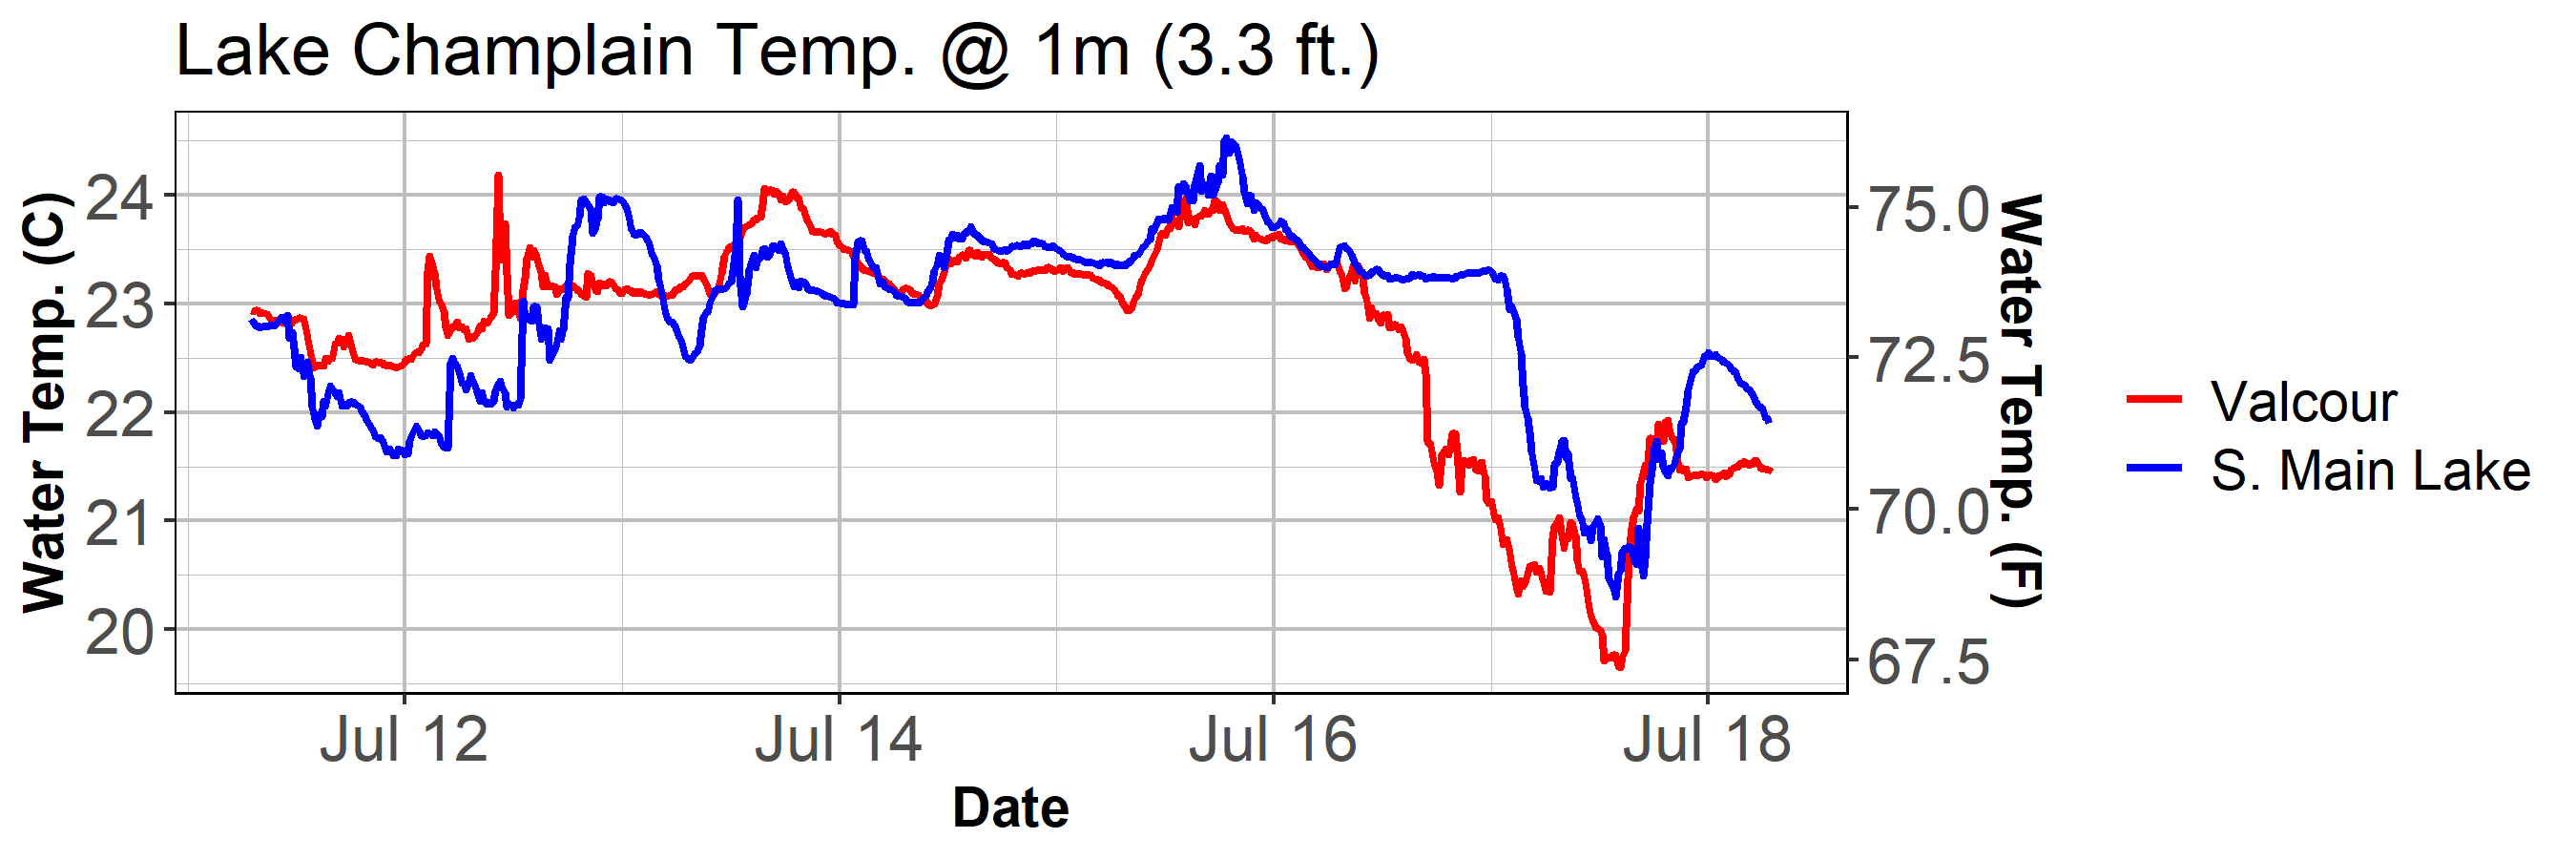 Lake Champlain Temp. @ 1m (3.3 ft.)
Water Temp. (C)
24
23
22
21
20
75.0
72.5
70.0
67.5
Water Temp. (F)
Jul 12
Jul 14
Jul 16
Jul 18
Date
Valcour
S. Main Lake